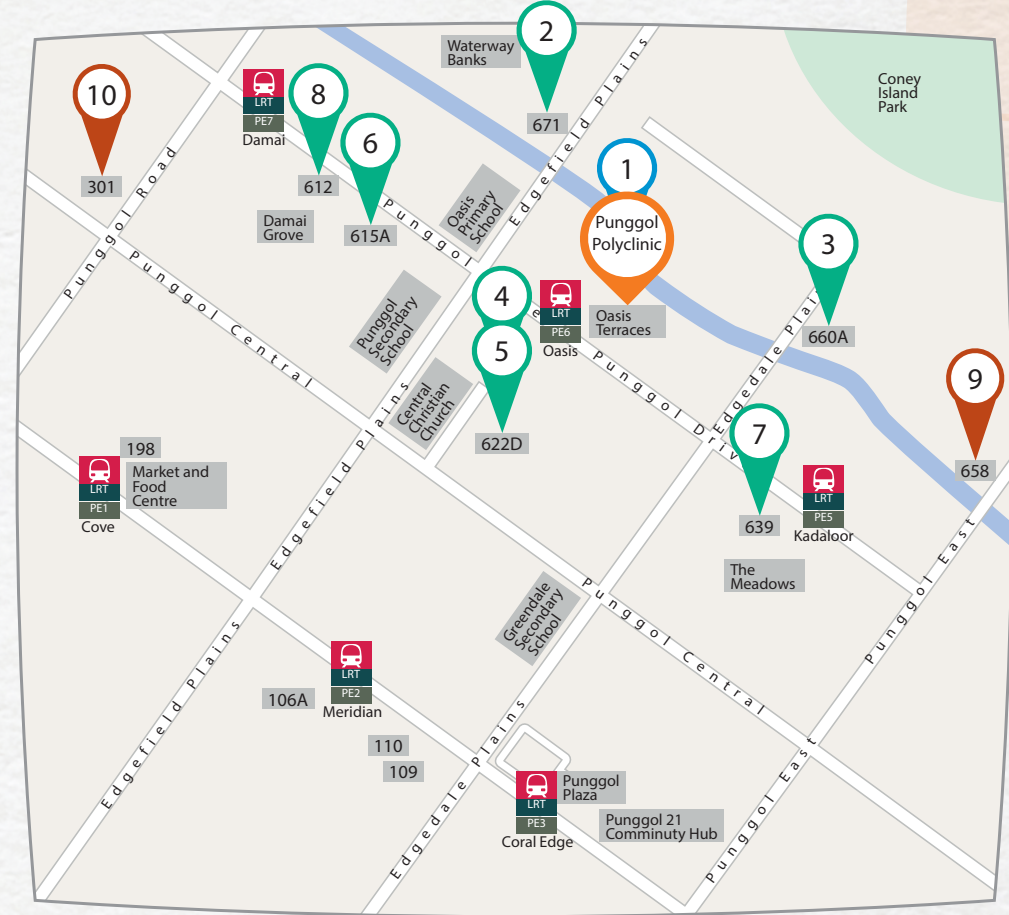 2
Waterway
Banks
671
Edgefield Plains
Coney
Island
Park
10
301
Punggol Road
LRT
PE7
Damai
8
612
6
615A
Damai
Grove
Punggol
Oasis
Primary
School
1
Punggol
Polyclinic
3
660A
Edgedale Plai
Punggol Central
Punggol
Secondary
School
4
5
622D
e
LRT
PE6
Oasis
Oasis
Terraces
Punggol Driv
Central
Christian
Church
Edgefield Plains
7
639
LRT
PE5
Kadaloor
9
658
The
Meadows
Punggol East
198
Market and
Food
Centre
LRT
PE1
Cove
Greendale
Secondary
School
Punggol Central
Edgefield Plains
LRT
PE2
Meridian
106A
110
109
Edgedale Plains
LRT
PE3
Coral Edge
Punggol
Plaza
Punggol 21
Comminuty Hub
Punggol East